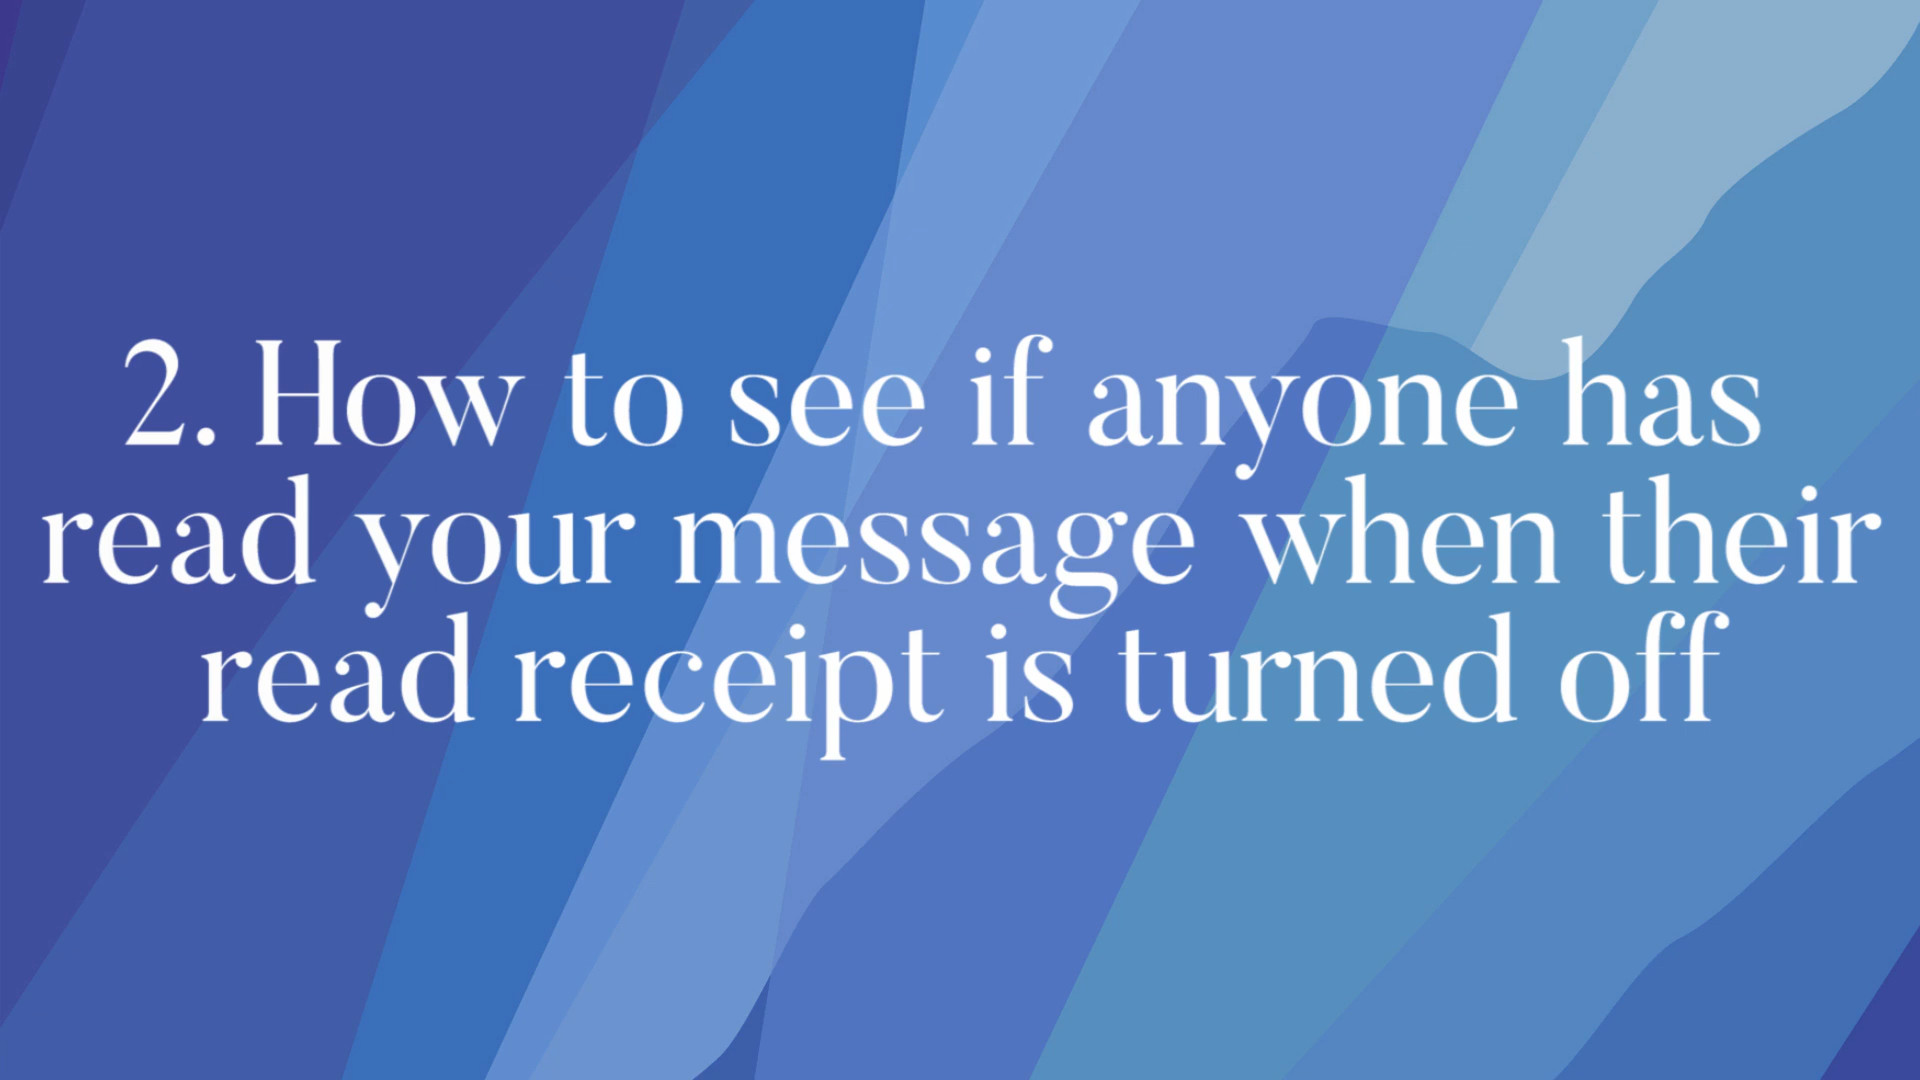 2. How to see if anyone has
read your message when their
read receipt is turned off